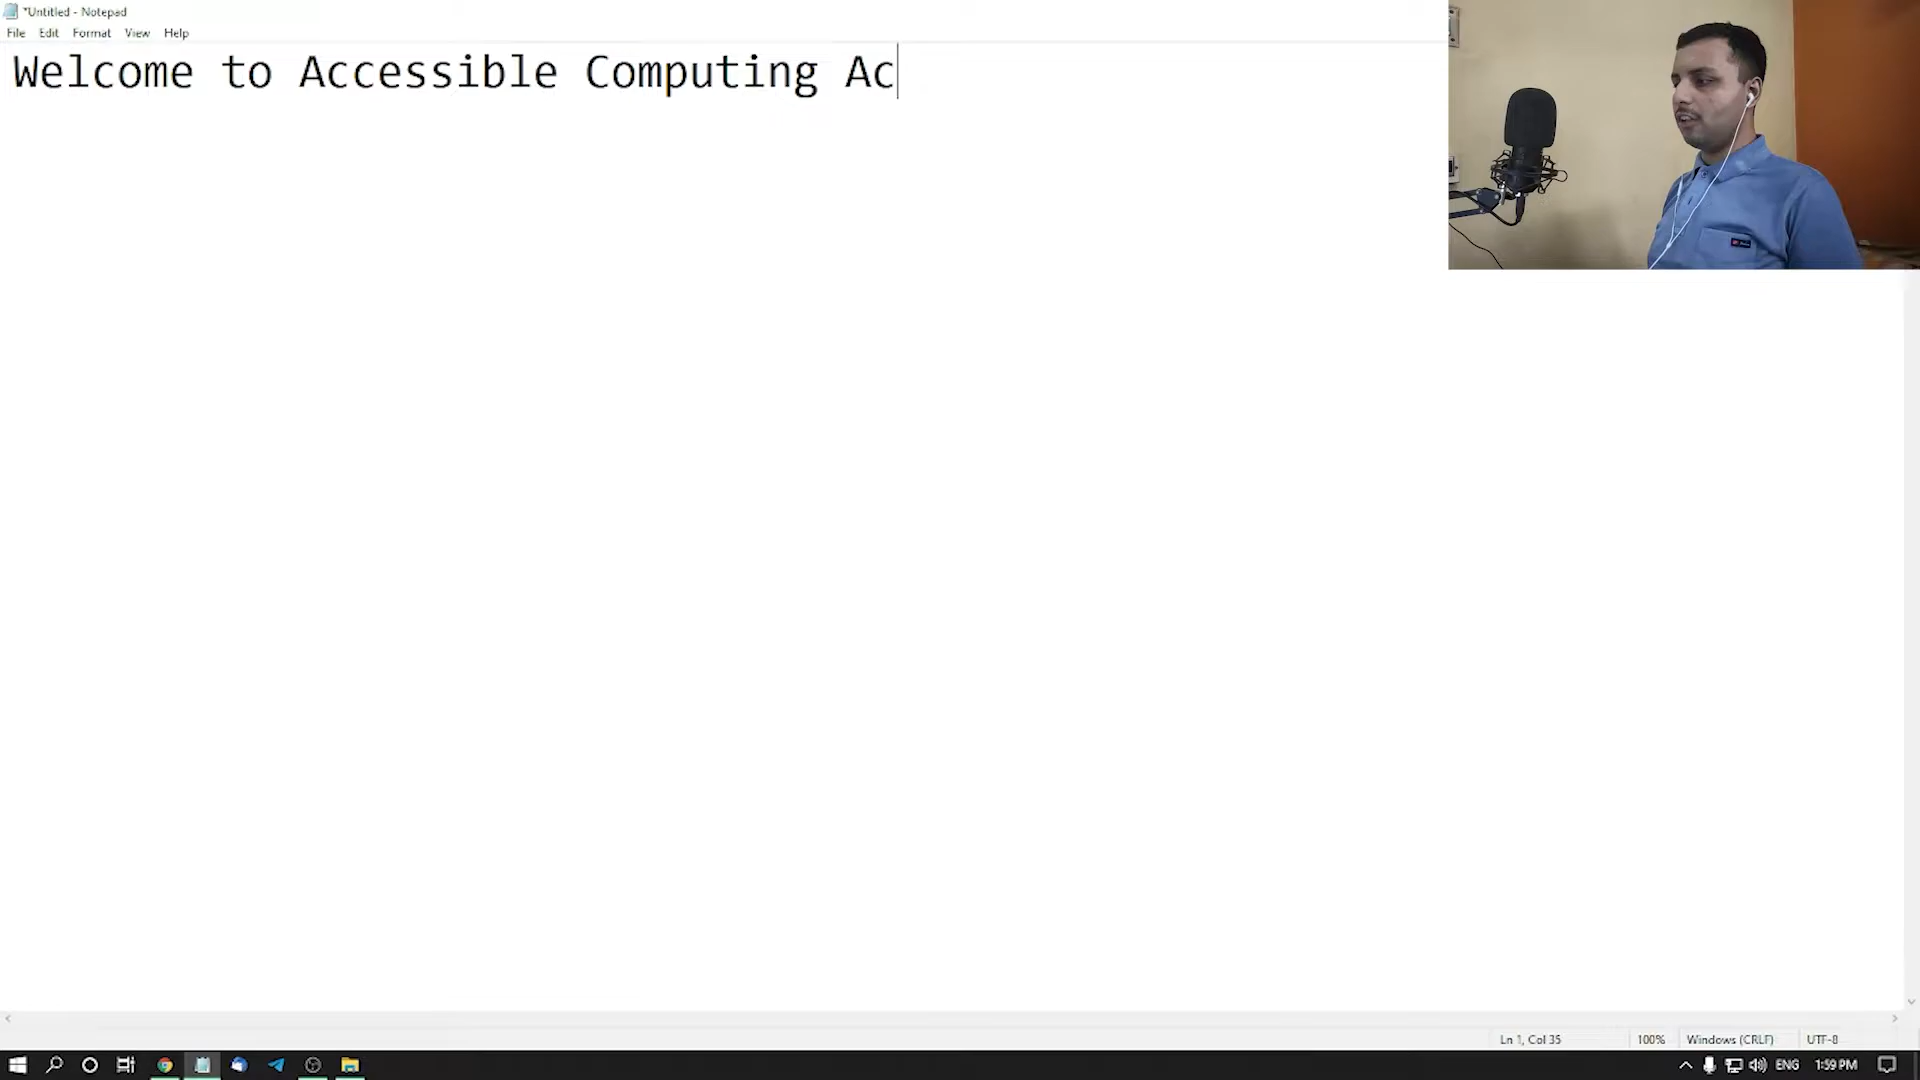 *Untitled - Notepad
File Edit Format View Help
Welcome to Accessible Computing Ac
Ln 1, Col 35 100% Windows (CRLF) UTF-8
ENG 1:59 PM